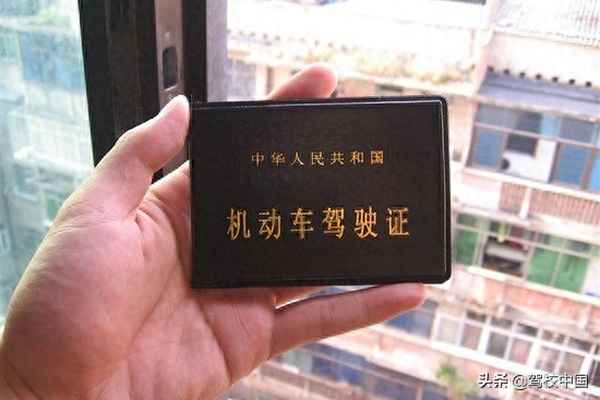 中华人民共和国
机动车驾驶证
头条 @驾校中国